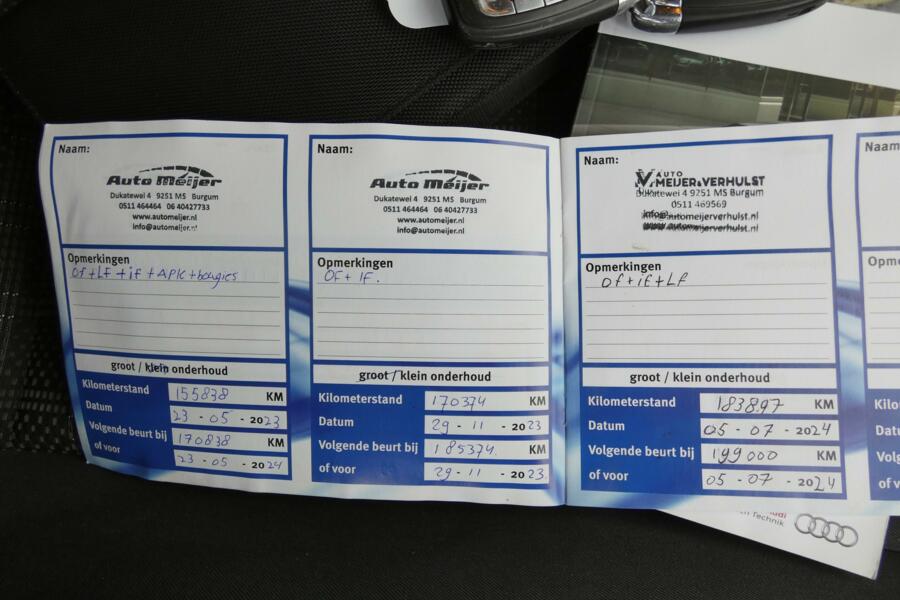 Naam:
Auto Meijer
Dukatewei 4 9251 MS Burgum
0511 464464 06 40427733
www.automeijer.nl
info@automeijer.nl
Opmerkingen
Of + LF + iF + APK + bougies
groot / klein onderhoud
Kilometerstand 155838 KM
Datum 23 - 05 - 2023
Volgende beurt bij 170838 KM
of voor 23 - 05 - 2024
Naam:
Auto Meijer
Dukatewei 4 9251 MS Burgum
0511 464464 06 40427733
www.automeijer.nl
info@automeijer.nl
Opmerkingen
OF + IF.
groot / klein onderhoud
Kilometerstand 170374 KM
Datum 29 - 11 - 2023
Volgende beurt bij 185374. KM
of voor 29 - 11 - 2023
Naam:
AUTO
MEIJER & VERHULST
Dukatewei 4 9251 MS Burgum
0511 469569
info@automeijerverhulst.nl
www.automeijerverhulst.nl
Opmerkingen
Of + iF + LF
groot / klein onderhoud
Kilometerstand 183897 KM
Datum 05 - 07 - 2024
Volgende beurt bij 199000 KM
of voor 05 - 07 - 2024
Naam
Opm
Kilo
Datu
Volg
of v
Technik